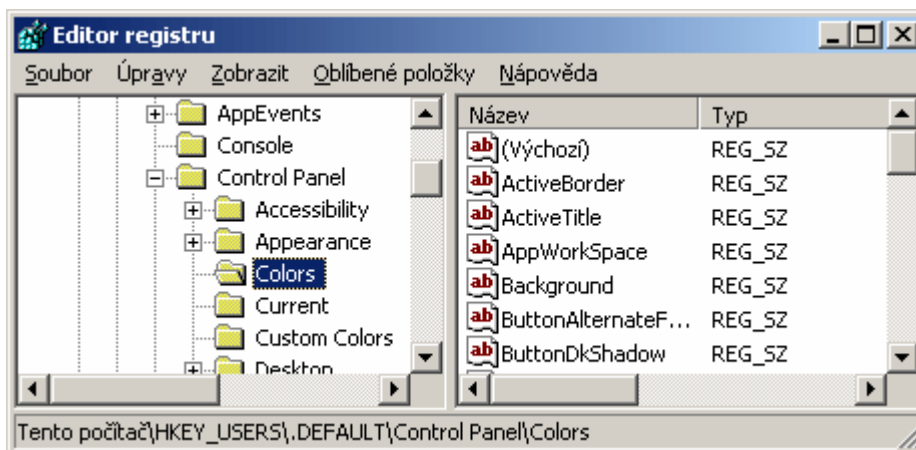 Editor registru
Soubor Úpravy Zobrazit Oblíbené položky Nápověda
AppEvents
Console
Control Panel
Accessibility
Appearance
Colors
Current
Custom Colors
Desktop
Název Typ
(Výchozí) REG_SZ
ActiveBorder REG_SZ
ActiveTitle REG_SZ
AppWorkSpace REG_SZ
Background REG_SZ
ButtonAlternateF... REG_SZ
ButtonDkShadow REG_SZ
Tento počítač\HKEY_USERS\.DEFAULT\Control Panel\Colors